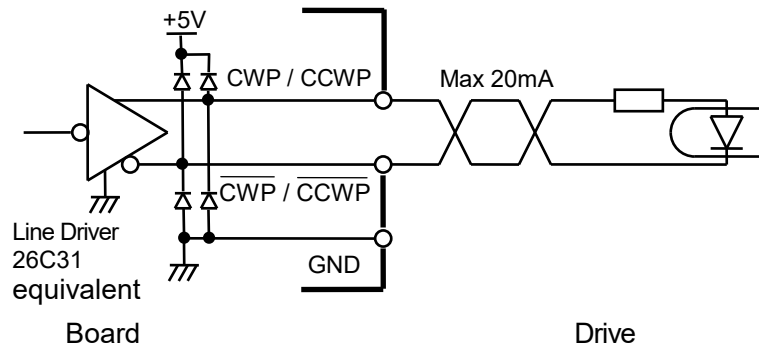 +5V
CWP / CCWP
Max 20mA
CWP / CCWP
Line Driver
26C31
equivalent
GND
Board
Drive